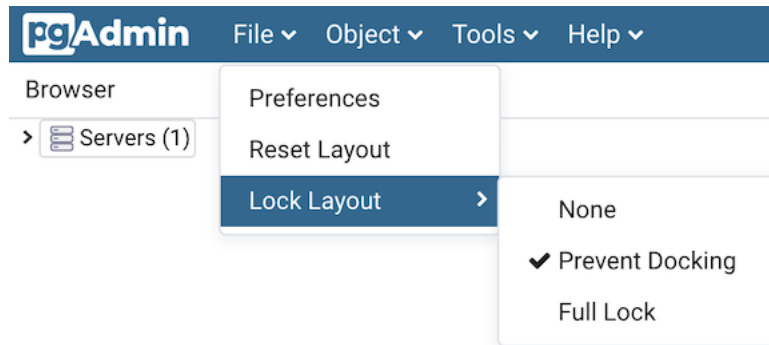 pgAdmin File Object Tools Help
Browser
Servers (1)
Preferences
Reset Layout
Lock Layout
None
Prevent Docking
Full Lock